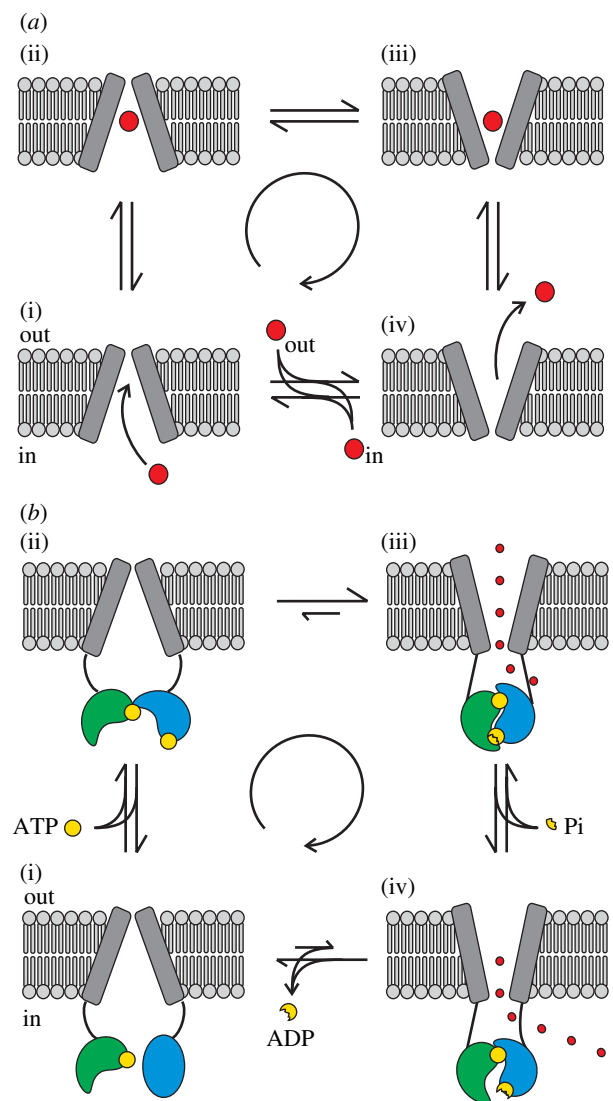 (a)
(ii) (iii)
(i) (iv)
out
out
in
in
(b)
(ii) (iii)
ATP Pi
(i) (iv)
out
in
ADP